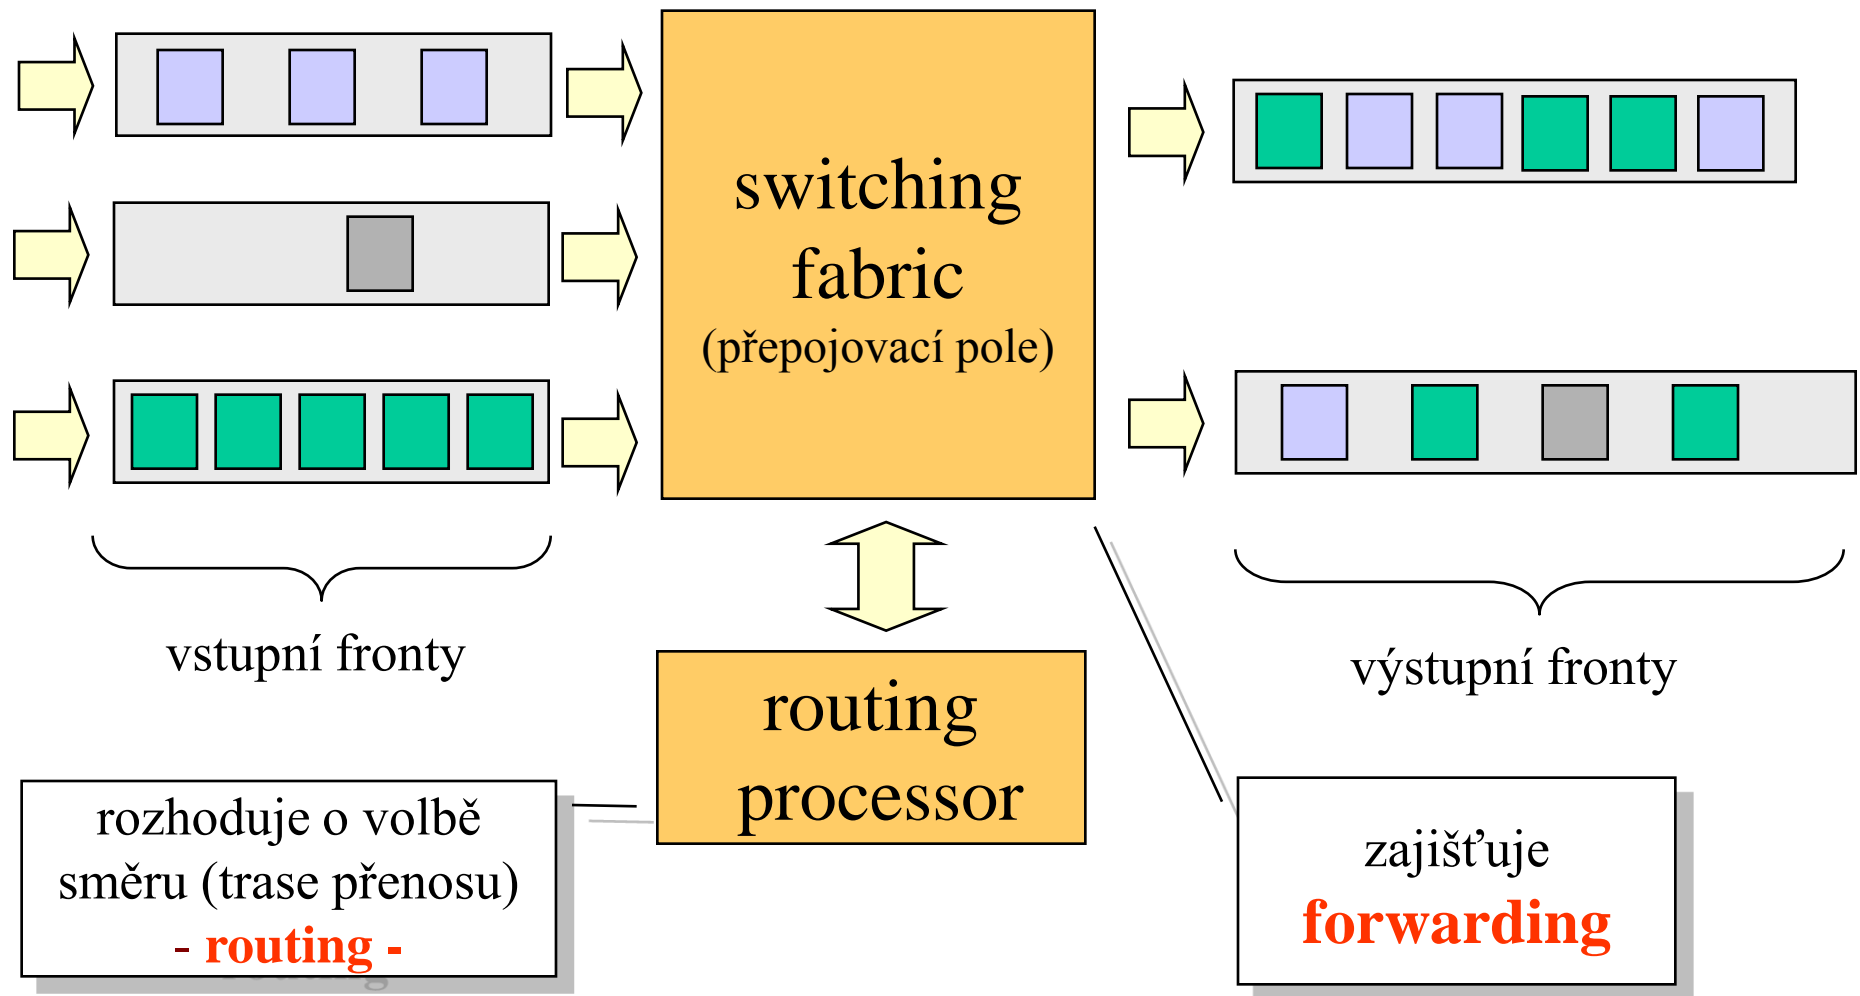 switching
fabric
(přepojovací pole)
vstupní fronty
výstupní fronty
routing
processor
rozhoduje o volbě
směru (trase přenosu)
- routing -
zajišťuje
forwarding